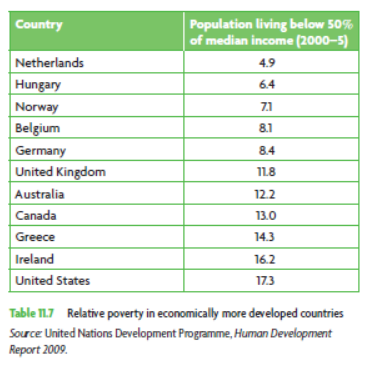 Country Population living below 50%
of median income (2000–5)
Netherlands 4.9
Hungary 6.4
Norway 7.1
Belgium 8.1
Germany 8.4
United Kingdom 11.8
Australia 12.2
Canada 13.0
Greece 14.3
Ireland 16.2
United States 17.3
Table 11.7 Relative poverty in economically more developed countries
Source: United Nations Development Programme, Human Development
Report 2009.